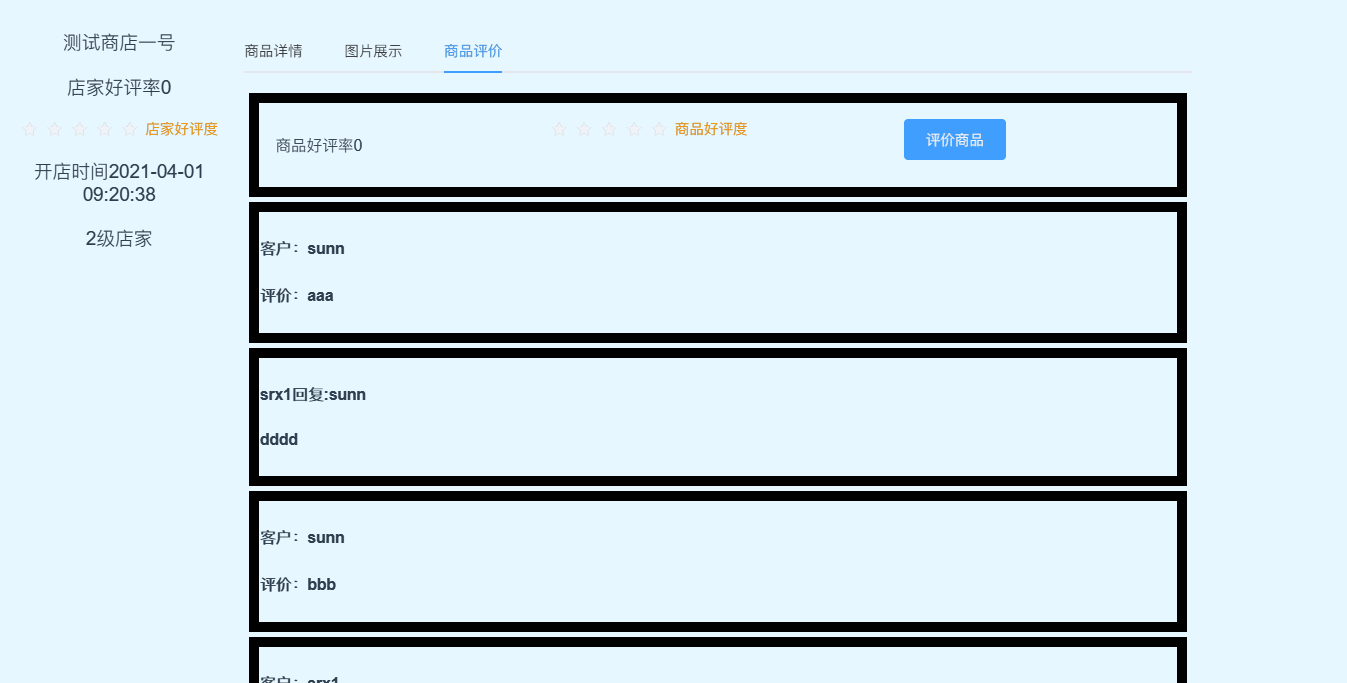 测试商店一号
店家好评率0
店家好评度
开店时间2021-04-01
09:20:38
2级店家
商品详情 图片展示 商品评价
商品好评率0 商品好评度 评价商品
客户：sunn
评价：aaa
srx1回复:sunn
dddd
客户：sunn
评价：bbb
客户：srx1